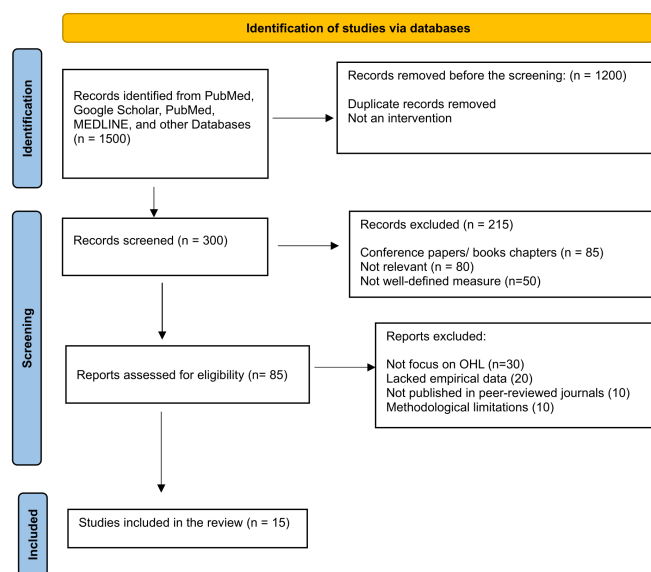 Identification of studies via databases
Identification
Records identified from PubMed,
Google Scholar, PubMed,
MEDLINE, and other Databases
(n = 1500)
Records removed before the screening: (n = 1200)
Duplicate records removed
Not an intervention
Screening
Records screened (n = 300)
Records excluded (n = 215)
Conference papers/ books chapters (n = 85)
Not relevant (n = 80)
Not well-defined measure (n=50)
Reports assessed for eligibility (n= 85)
Reports excluded:
Not focus on OHL (n=30)
Lacked empirical data (20)
Not published in peer-reviewed journals (10)
Methodological limitations (10)
Included
Studies included in the review (n = 15)